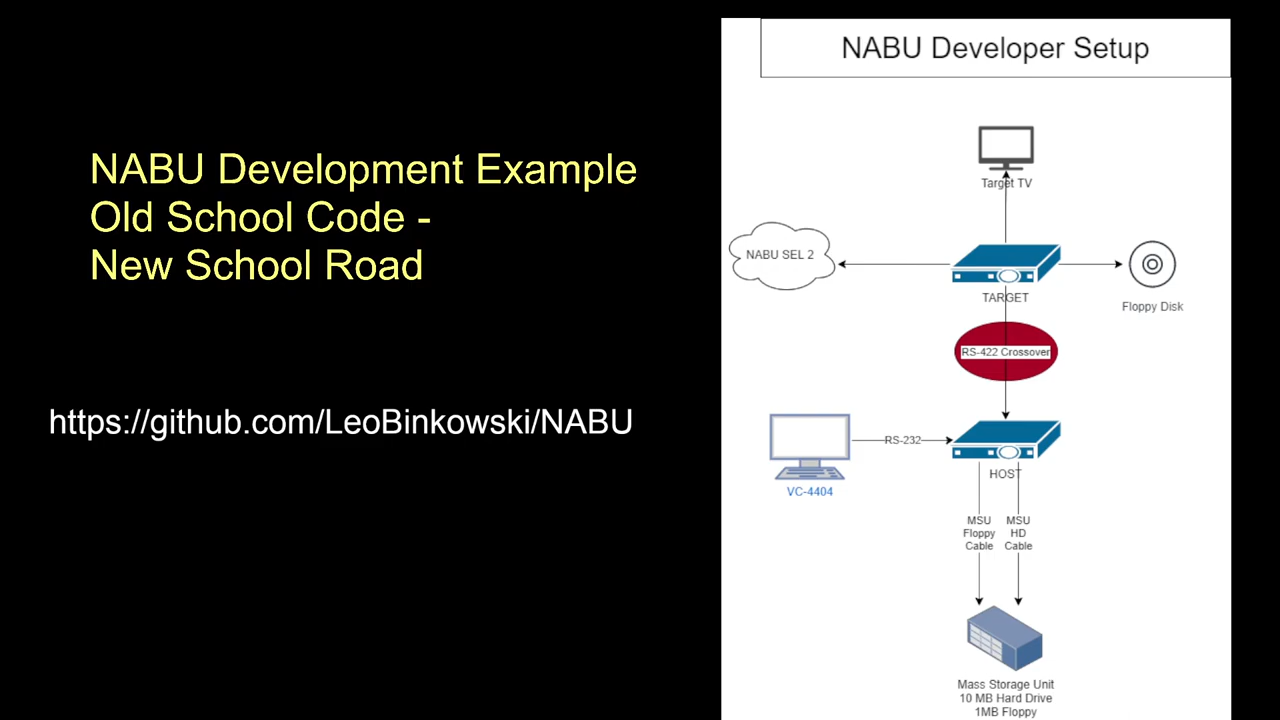 NABU Development Example
Old School Code -
New School Road
https://github.com/LeoBinkowski/NABU
NABU Developer Setup
Target TV
NABU SEL 2
TARGET
Floppy Disk
RS-422 Crossover
RS-232
VC-4404
HOST
MSU
Floppy
Cable
MSU
HD
Cable
Mass Storage Unit
10 MB Hard Drive
1MB Floppy